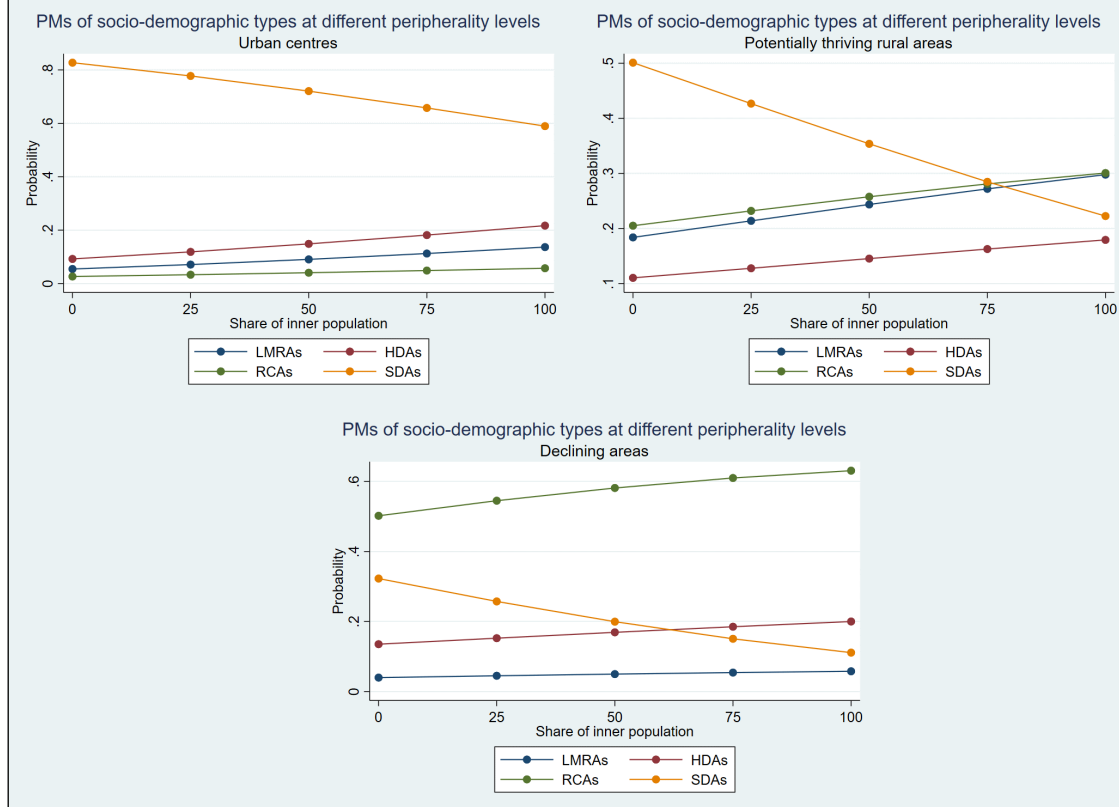 PMs of socio-demographic types at different peripherality levels
Urban centres
Probability
.8
.6
.4
.2
0
0 25 50 75 100
Share of inner population
LMRAs HDAs
RCAs SDAs
PMs of socio-demographic types at different peripherality levels
Potentially thriving rural areas
Probability
.5
.4
.3
.2
.1
0 25 50 75 100
Share of inner population
LMRAs HDAs
RCAs SDAs
PMs of socio-demographic types at different peripherality levels
Declining areas
Probability
.6
.4
.2
0
0 25 50 75 100
Share of inner population
LMRAs HDAs
RCAs SDAs